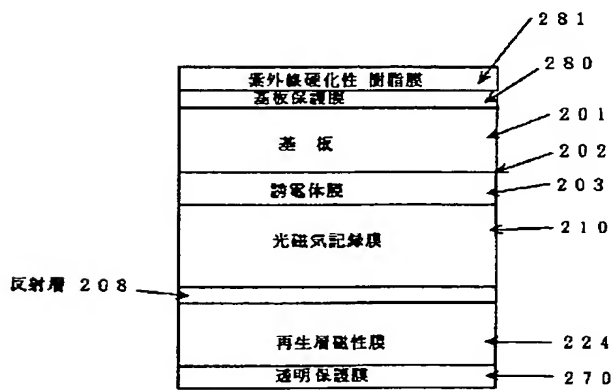 281
紫外線硬化性 樹脂膜
280
基板保護膜
201
基 板
202
誘電体膜
203
光磁気記録膜
210
反射層 208
再生層磁性膜
224
透明保護膜
270